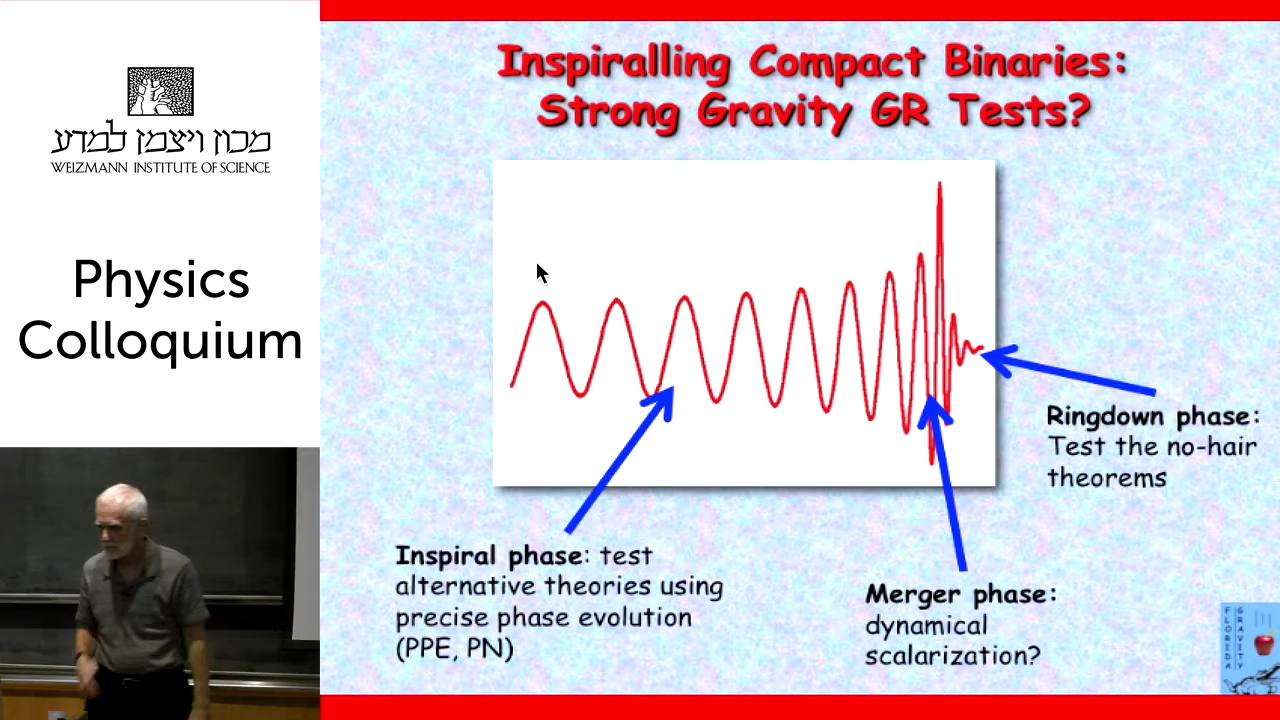 מכון ויצמן למדע
WEIZMANN INSTITUTE OF SCIENCE
Physics
Colloquium
Inspiralling Compact Binaries:
Strong Gravity GR Tests?
Ringdown phase:
Test the no-hair
theorems
Inspiral phase: test
alternative theories using
precise phase evolution
(PPE, PN)
Merger phase:
dynamical
scalarization?
FLORIDA
GRAVITY